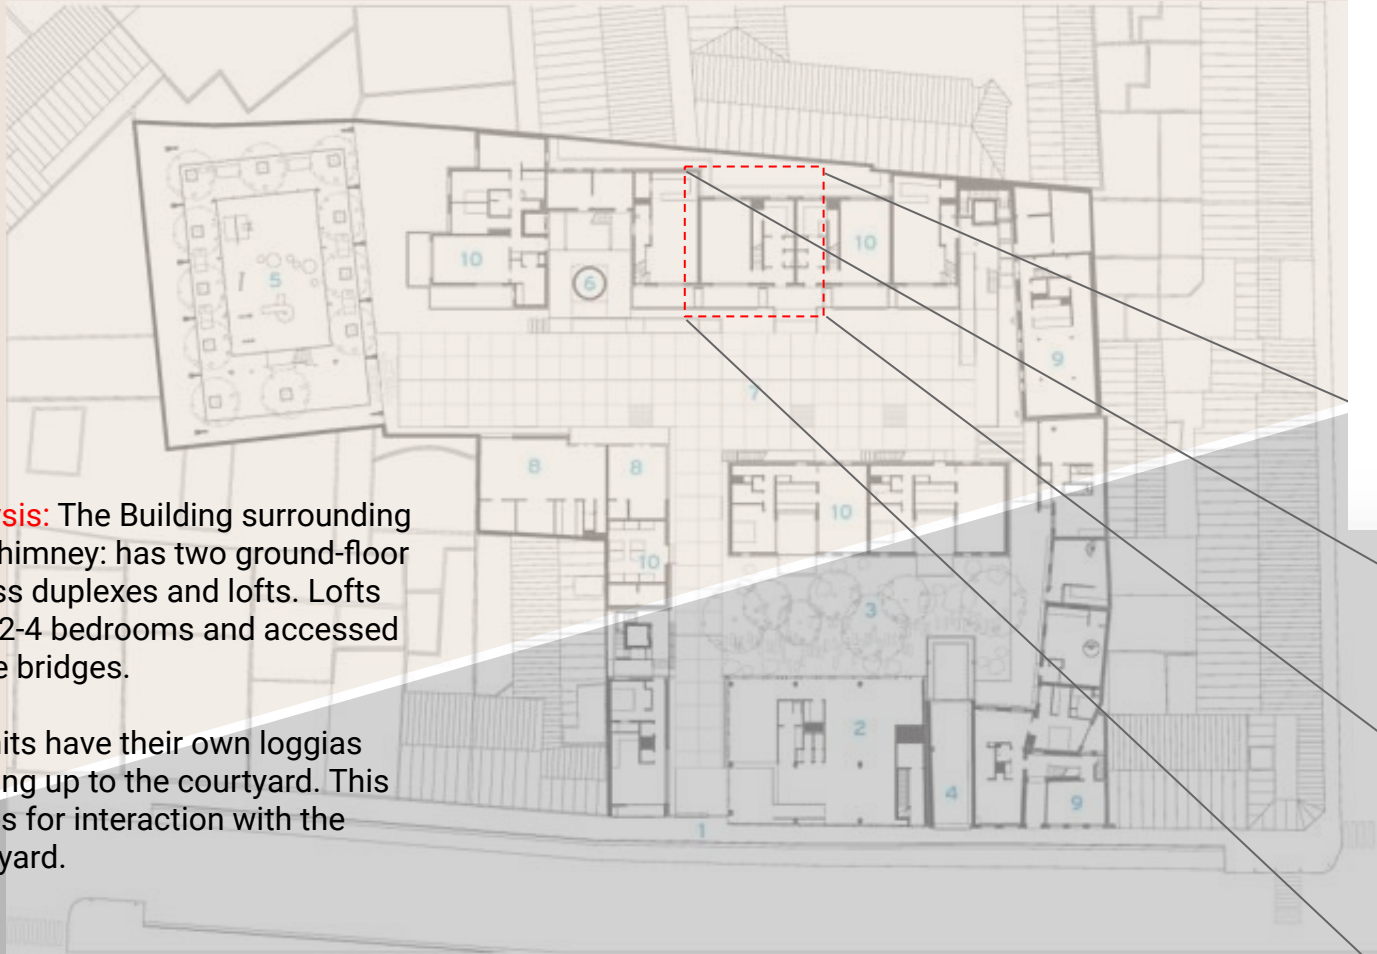 5
10
6
10
9
7
8
8
10
10
3
2
4
9
1
sis: The Building surrounding
himney: has two ground-floor
ss duplexes and lofts. Lofts
2-4 bedrooms and accessed
e bridges.
its have their own loggias
ng up to the courtyard. This
s for interaction with the
yard.